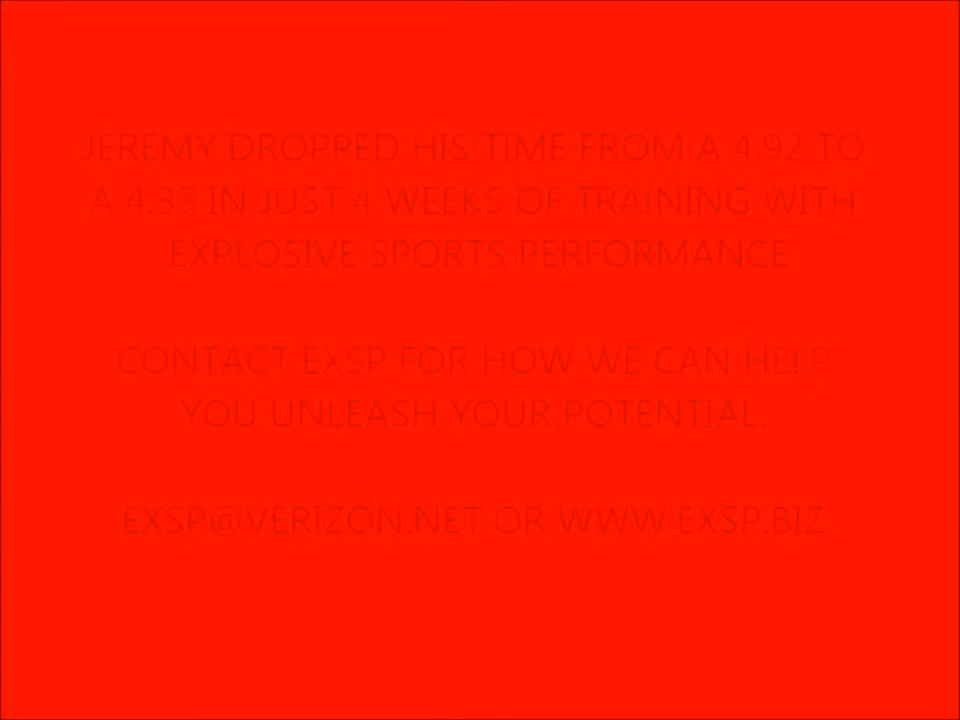 JEREMY DROPPED HIS TIME FROM A 4.92 TO
A 4.33 IN JUST 4 WEEKS OF TRAINING WITH
EXPLOSIVE SPORTS PERFORMANCE
CONTACT EXSP FOR HOW WE CAN HELP
YOU UNLEASH YOUR POTENTIAL.
EXSP@VERIZON.NET OR WWW.EXSP.BIZ